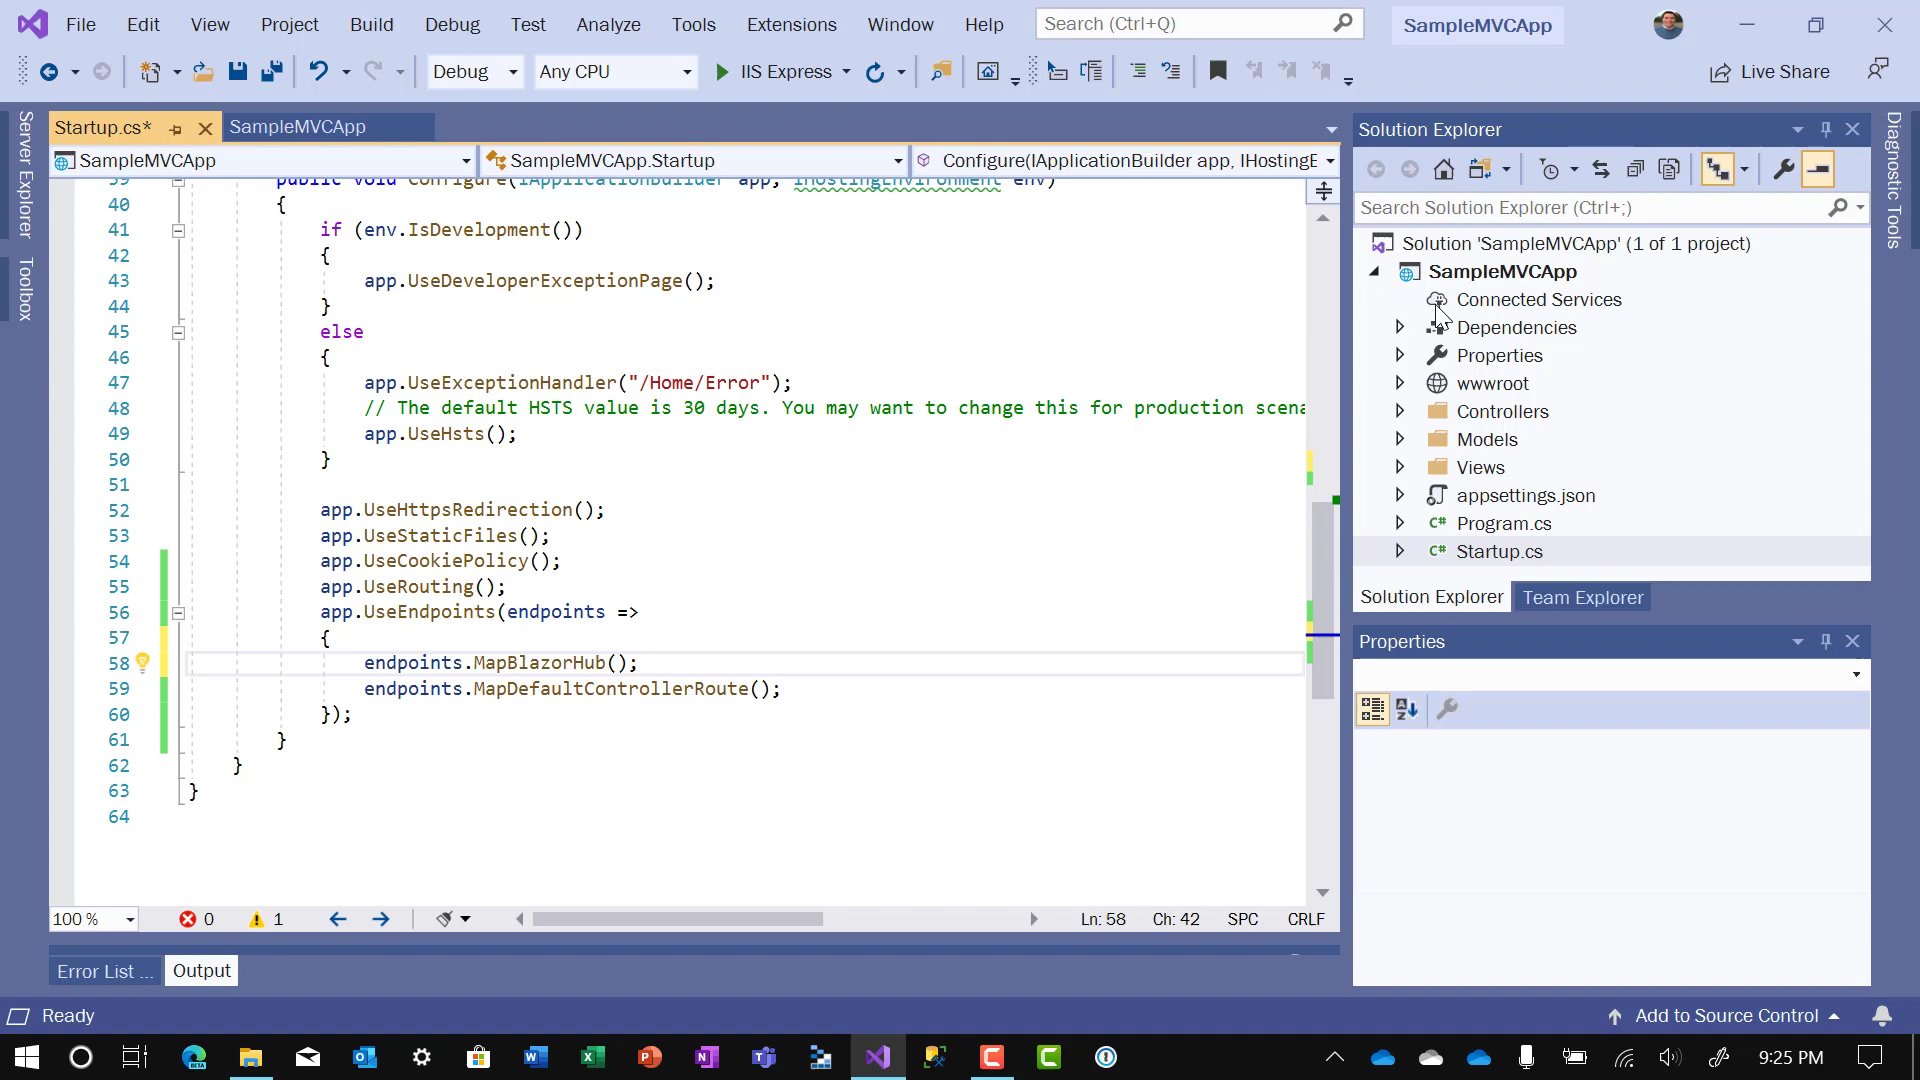 File Edit View Project Build Debug Test Analyze Tools Extensions Window Help Search (Ctrl+Q) SampleMVCApp
Debug Any CPU IIS Express Live Share
Server Explorer
Toolbox
Startup.cs* SampleMVCApp
SampleMVCApp SampleMVCApp.Startup Configure(IApplicationBuilder app, IHostingE
39 public void Configure(IApplicationBuilder app, IHostingEnvironment env)
40 {
41 if (env.IsDevelopment())
42 {
43 app.UseDeveloperExceptionPage();
44 }
45 else
46 {
47 app.UseExceptionHandler("/Home/Error");
48 // The default HSTS value is 30 days. You may want to change this for production scena
49 app.UseHsts();
50 }
51
52 app.UseHttpsRedirection();
53 app.UseStaticFiles();
54 app.UseCookiePolicy();
55 app.UseRouting();
56 app.UseEndpoints(endpoints =>
57 {
58 endpoints.MapBlazorHub();
59 endpoints.MapDefaultControllerRoute();
60 });
61 }
62 }
63 }
64
100 % 0 1 Ln: 58 Ch: 42 SPC CRLF
Error List ... Output
Solution Explorer
Search Solution Explorer (Ctrl+;)
Solution 'SampleMVCApp' (1 of 1 project)
SampleMVCApp
Connected Services
Dependencies
Properties
wwwroot
Controllers
Models
Views
appsettings.json
C# Program.cs
C# Startup.cs
Solution Explorer Team Explorer
Properties
Diagnostic Tools
Ready Add to Source Control
9:25 PM